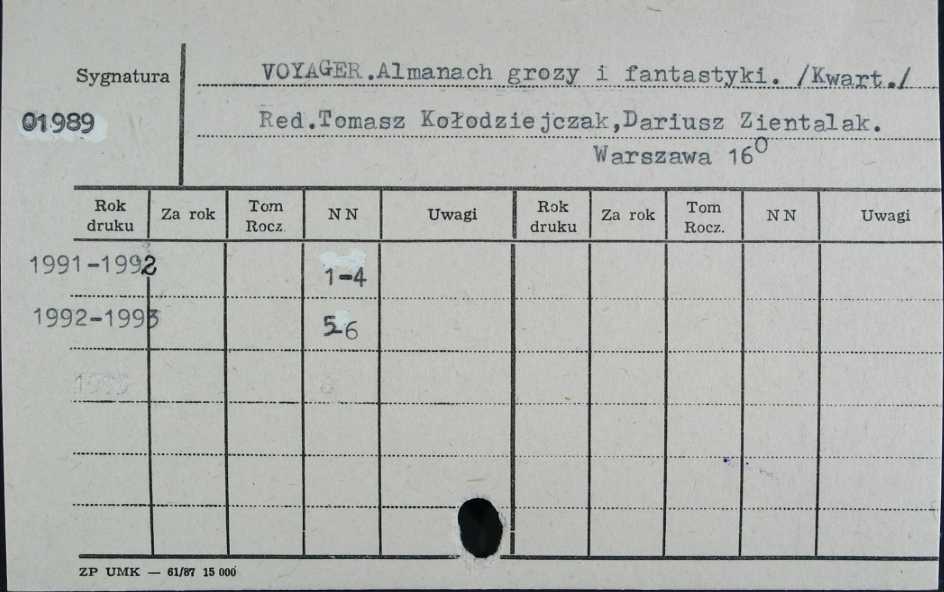 Sygnatura
VOYAGER.Almanach grozy i fantastyki. /Kwart./
01989
Red.Tomasz Kołodziejczak,Dariusz Zientalak.
Warszawa 16⁰
Rok druku Za rok Tom Rocz. N N Uwagi Rok druku Za rok Tom Rocz. N N Uwagi
1991-1992 1-4
1992-1993 5-6
ZP UMK — 61/87 15 000